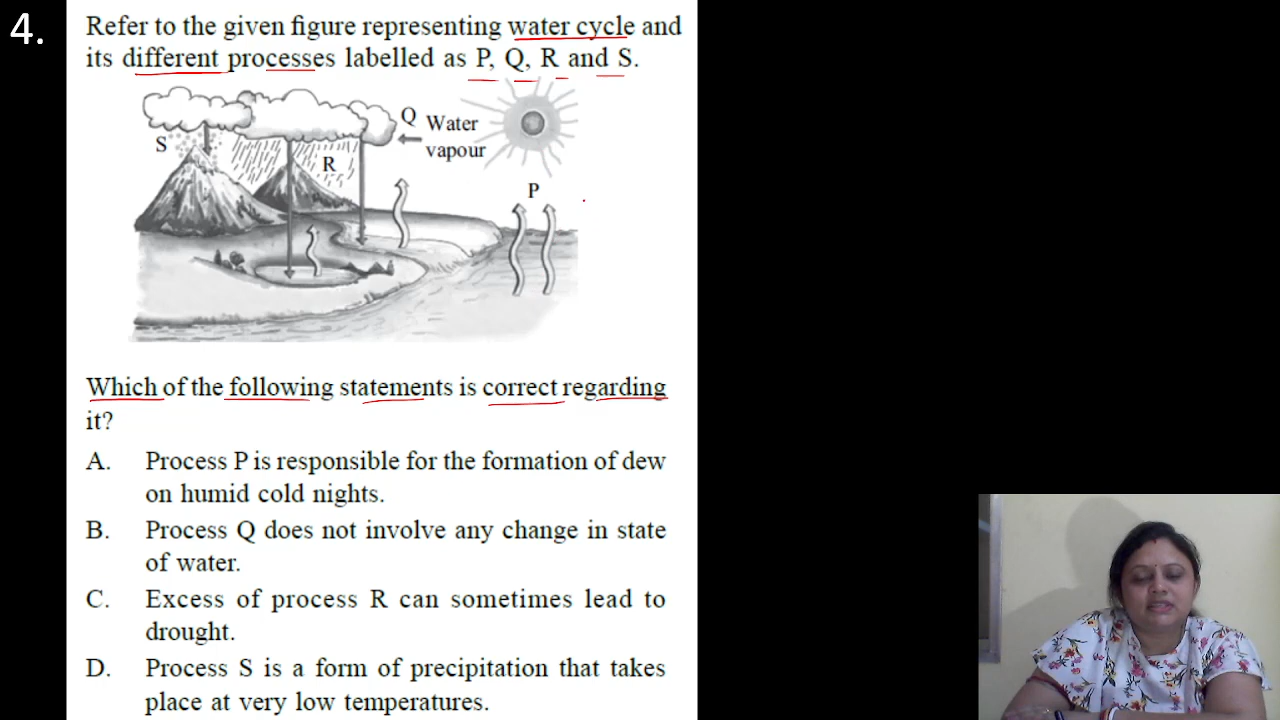 4.
Refer to the given figure representing water cycle and
its different processes labelled as P, Q, R and S.
Q Water
vapour
S
R
P
Which of the following statements is correct regarding
it?
A. Process P is responsible for the formation of dew
on humid cold nights.
B. Process Q does not involve any change in state
of water.
C. Excess of process R can sometimes lead to
drought.
D. Process S is a form of precipitation that takes
place at very low temperatures.